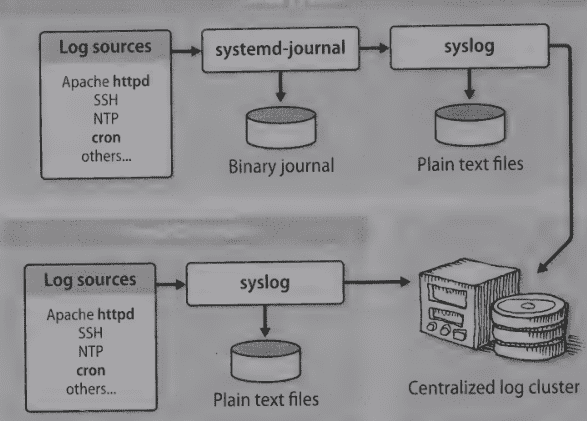 Log sources
systemd-journal
syslog
Apache httpd
SSH
NTP
cron
others...
Binary journal
Plain text files
Log sources
syslog
Apache httpd
SSH
NTP
cron
others...
Plain text files
Centralized log cluster